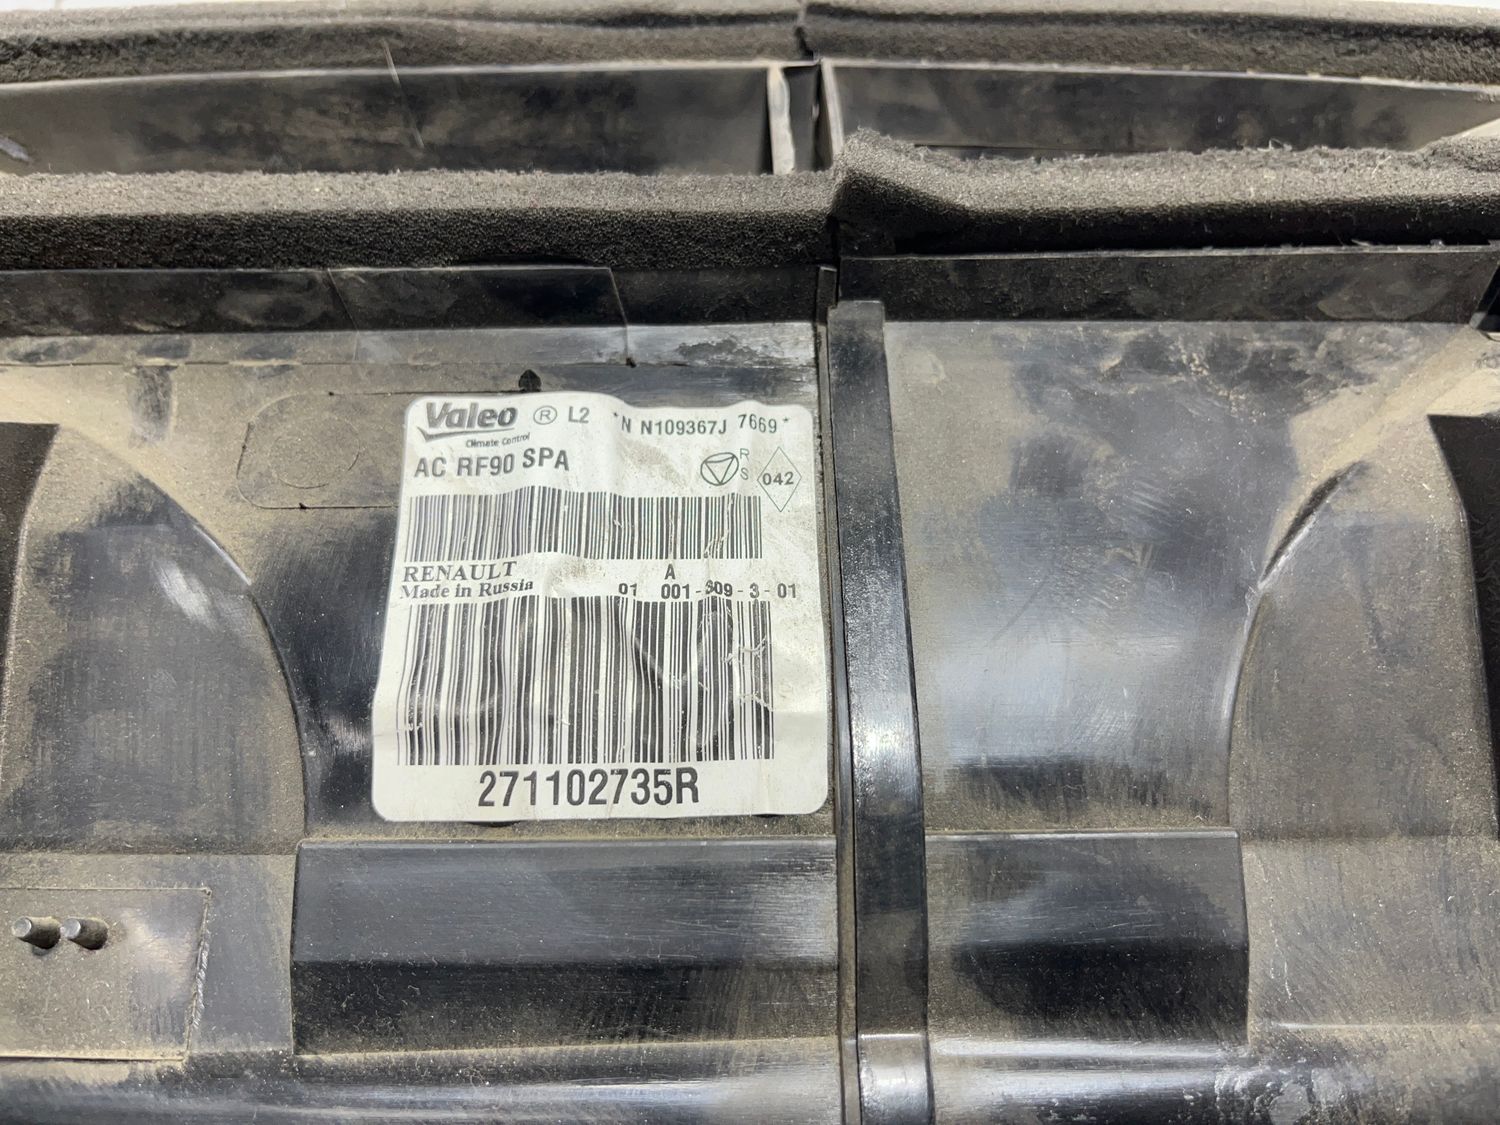 Valeo ® L2 *N N109367J 7669*
Climate Control
AC RF90 SPA
R
S
042
RENAULT A
Made in Russia 01 001-S09-3-01
271102735R